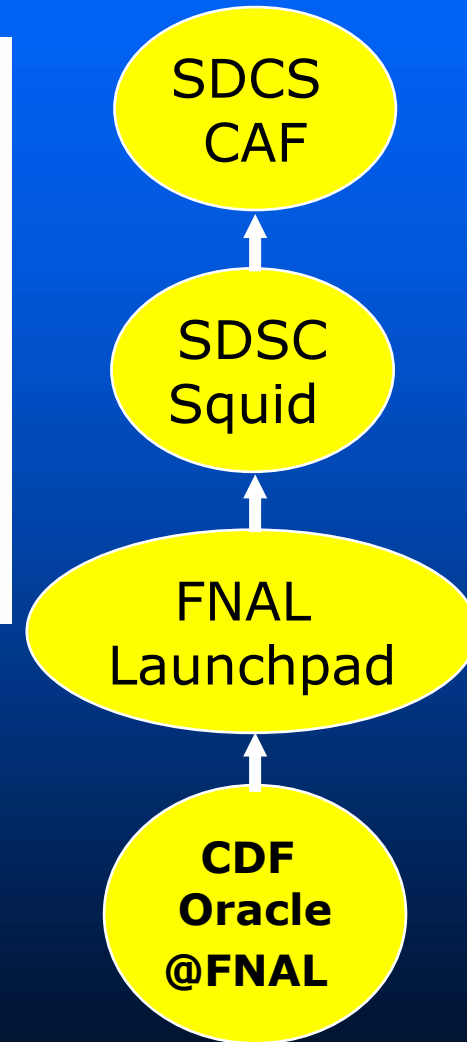 SDCS
CAF
SDSC
Squid
FNAL
Launchpad
CDF
Oracle
@FNAL